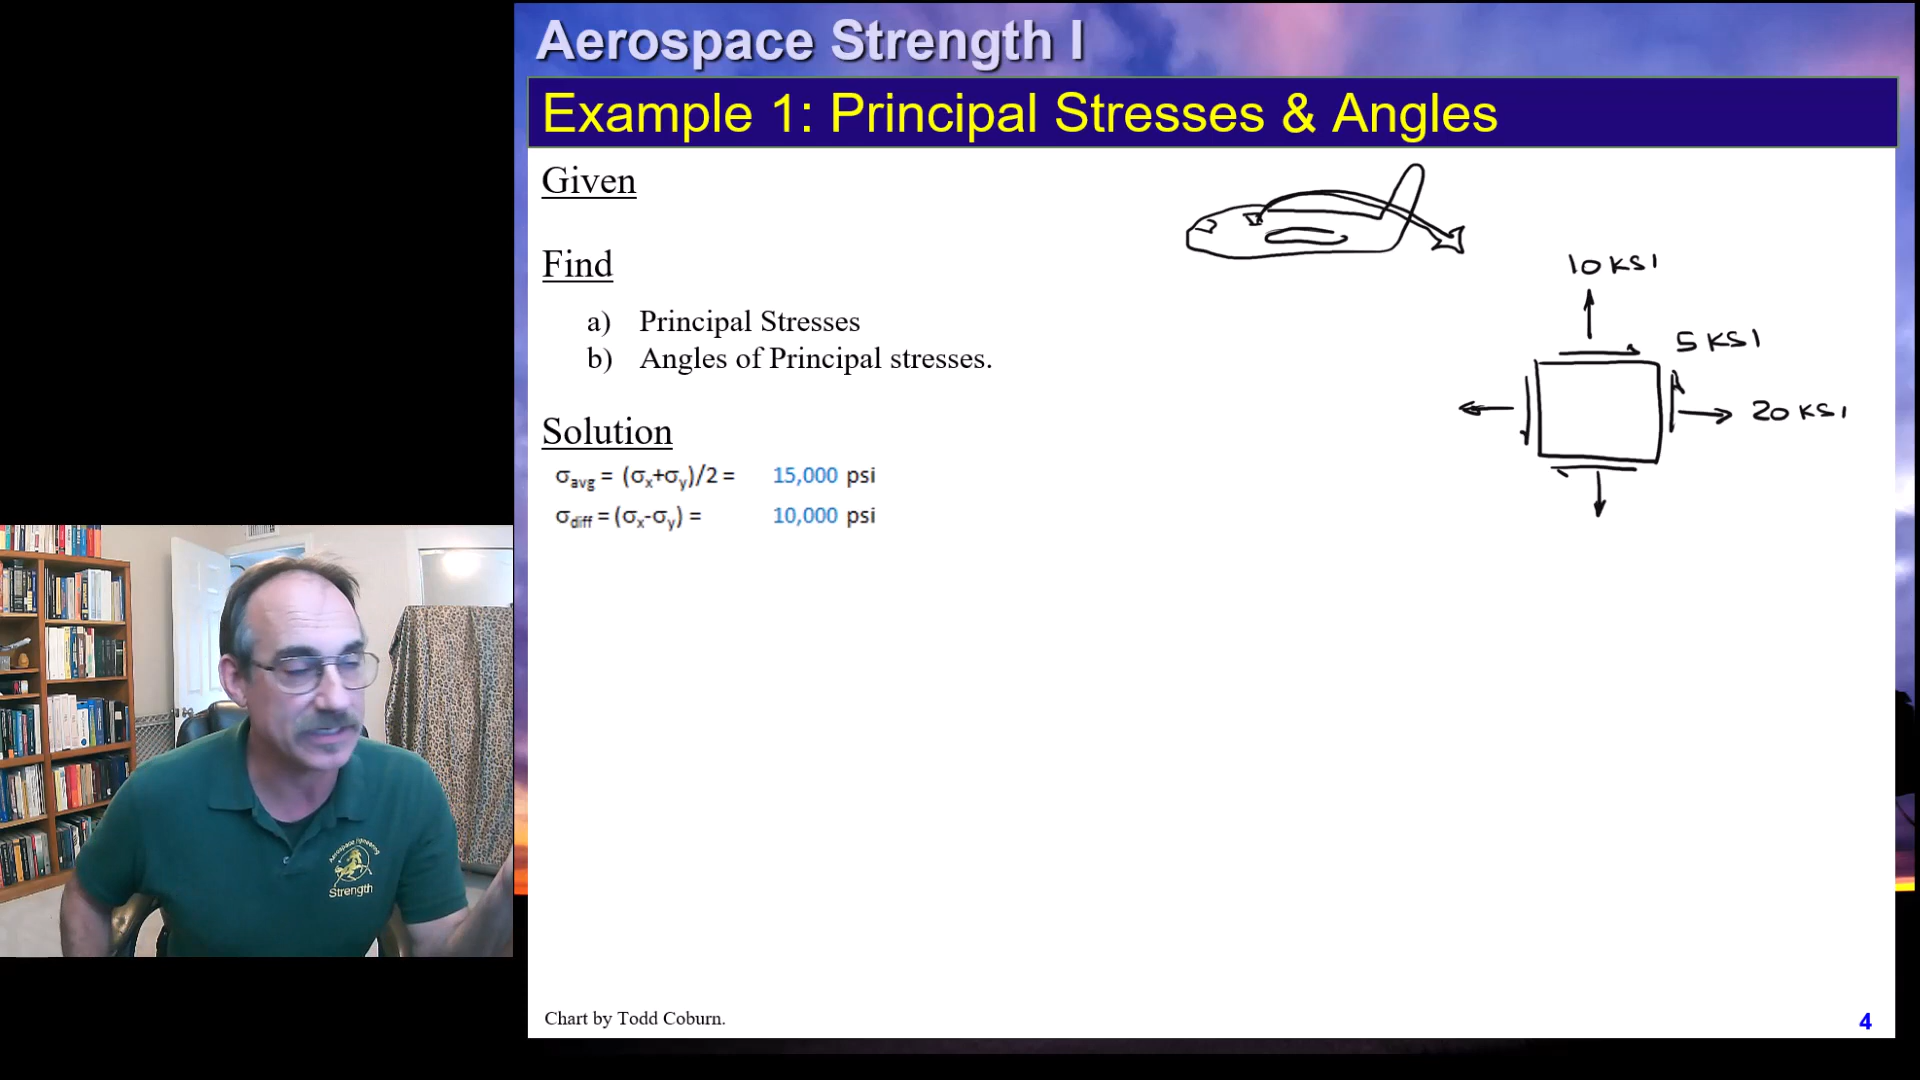 Aerospace Strength I
Example 1: Principal Stresses & Angles
Given
Find
a) Principal Stresses
b) Angles of Principal stresses.
Solution
σavg = (σx+σy)/2 = 15,000 psi
σdiff = (σx-σy) = 10,000 psi
10 KSI
5 KSI
20 KSI
Strength
Chart by Todd Coburn.
4